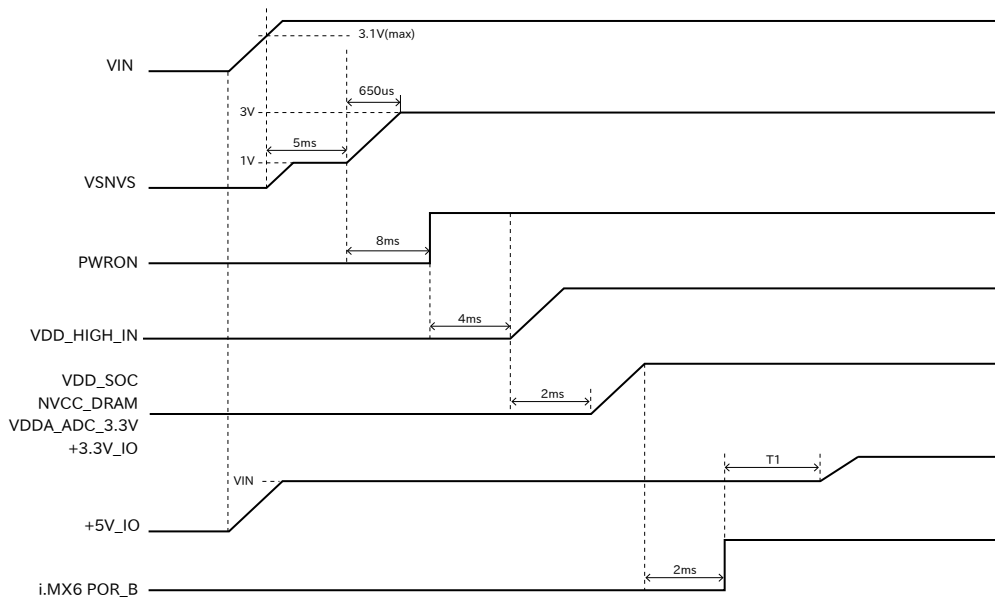 3.1V(max)
VIN
650us
3V
5ms
1V
VSNVS
8ms
PWRON
4ms
VDD_HIGH_IN
VDD_SOC
2ms
NVCC_DRAM
VDDA_ADC_3.3V
+3.3V_IO
T1
VIN
+5V_IO
2ms
i.MX6 POR_B